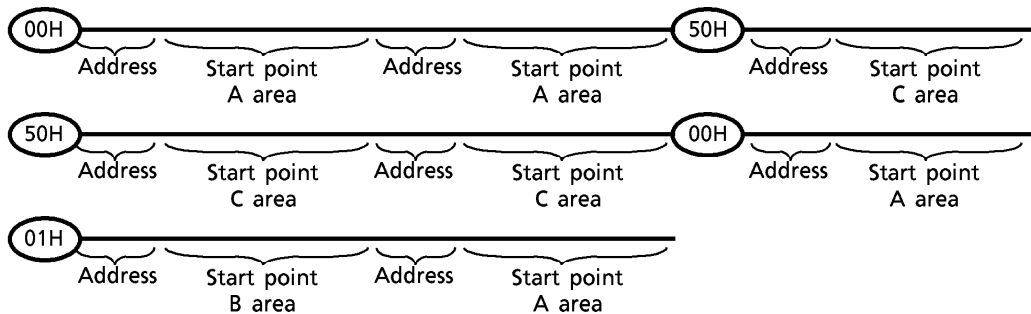 00H 50H
Address Start point Address Start point Address Start point
A area A area C area
50H 00H
Address Start point Address Start point Address Start point
C area C area A area
01H
Address Start point Address Start point
B area A area